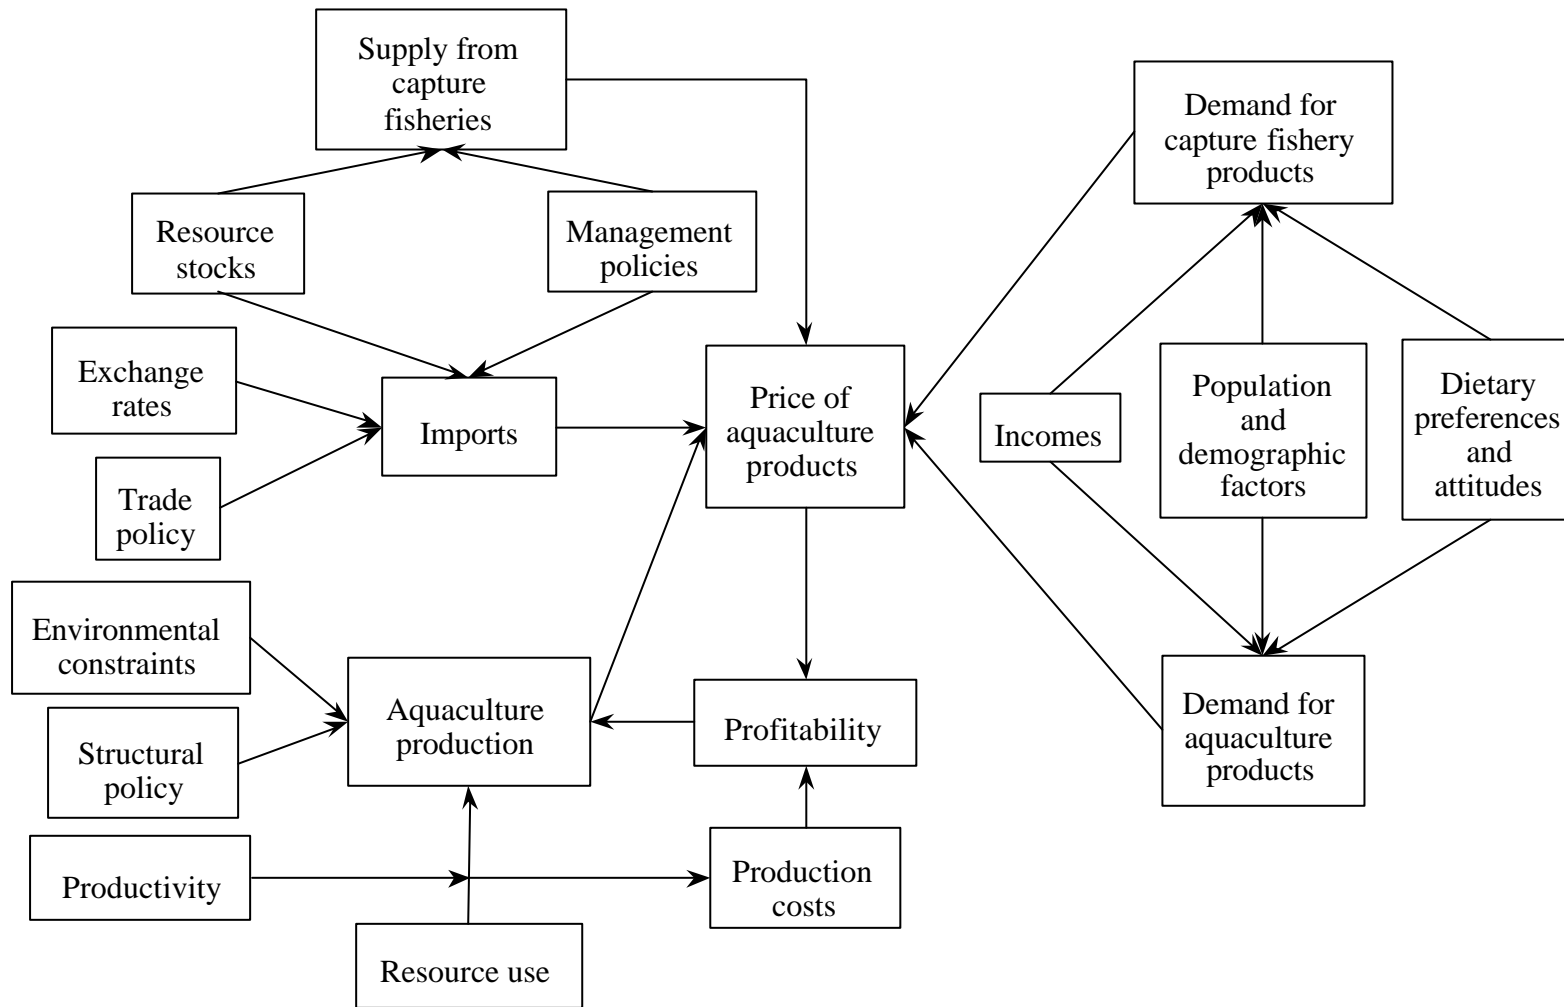 Supply from
capture
fisheries
Demand for
capture fishery
products
Resource
stocks
Management
policies
Exchange
rates
Imports
Price of
aquaculture
products
Incomes
Population
and
demographic
factors
Dietary
preferences
and
attitudes
Trade
policy
Environmental
constraints
Aquaculture
production
Profitability
Demand for
aquaculture
products
Structural
policy
Productivity
Production
costs
Resource use